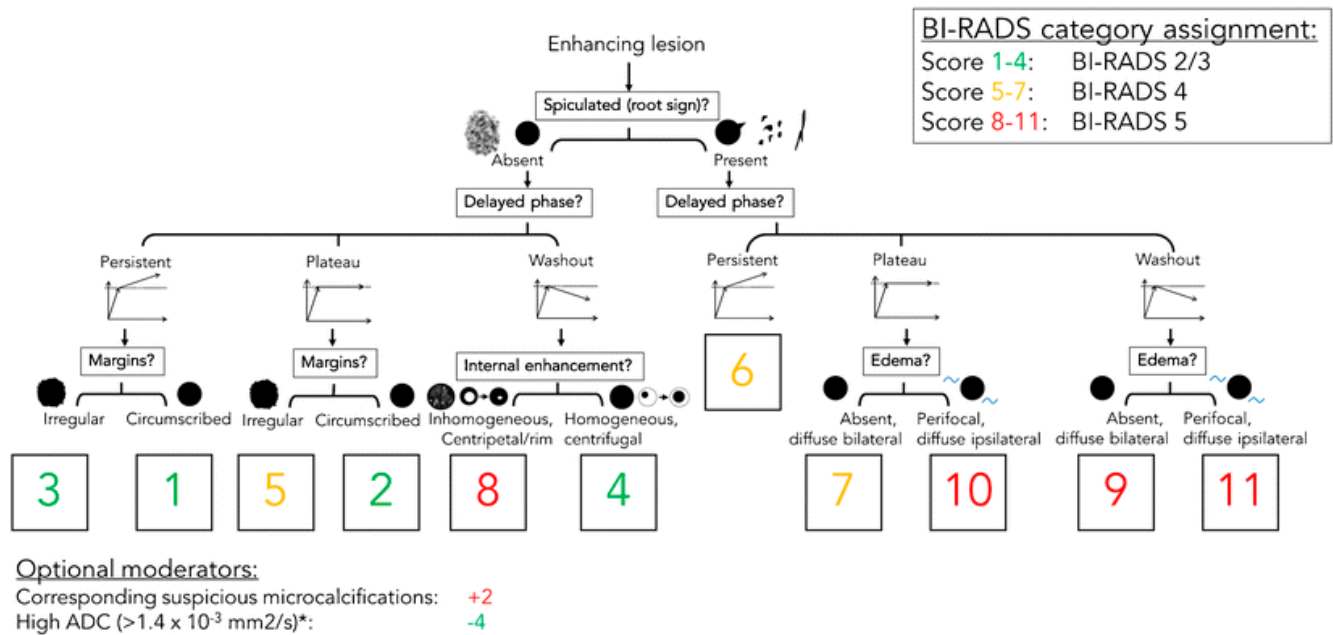 Enhancing lesion
BI-RADS category assignment:
Score 1-4: BI-RADS 2/3
Score 5-7: BI-RADS 4
Score 8-11: BI-RADS 5
Spiculated (root sign)?
Absent
Present
Delayed phase?
Delayed phase?
Persistent
Plateau
Washout
Persistent
Plateau
Washout
Margins?
Margins?
Internal enhancement?
6
Edema?
Edema?
Irregular
Circumscribed
Irregular
Circumscribed
Inhomogeneous,
Centripetal/rim
Homogeneous,
centrifugal
Absent,
diffuse bilateral
Perifocal,
diffuse ipsilateral
Absent,
diffuse bilateral
Perifocal,
diffuse ipsilateral
3
1
5
2
8
4
7
10
9
11
Optional moderators:
Corresponding suspicious microcalcifications: +2
High ADC (>1.4 x 10⁻³ mm2/s)*: -4